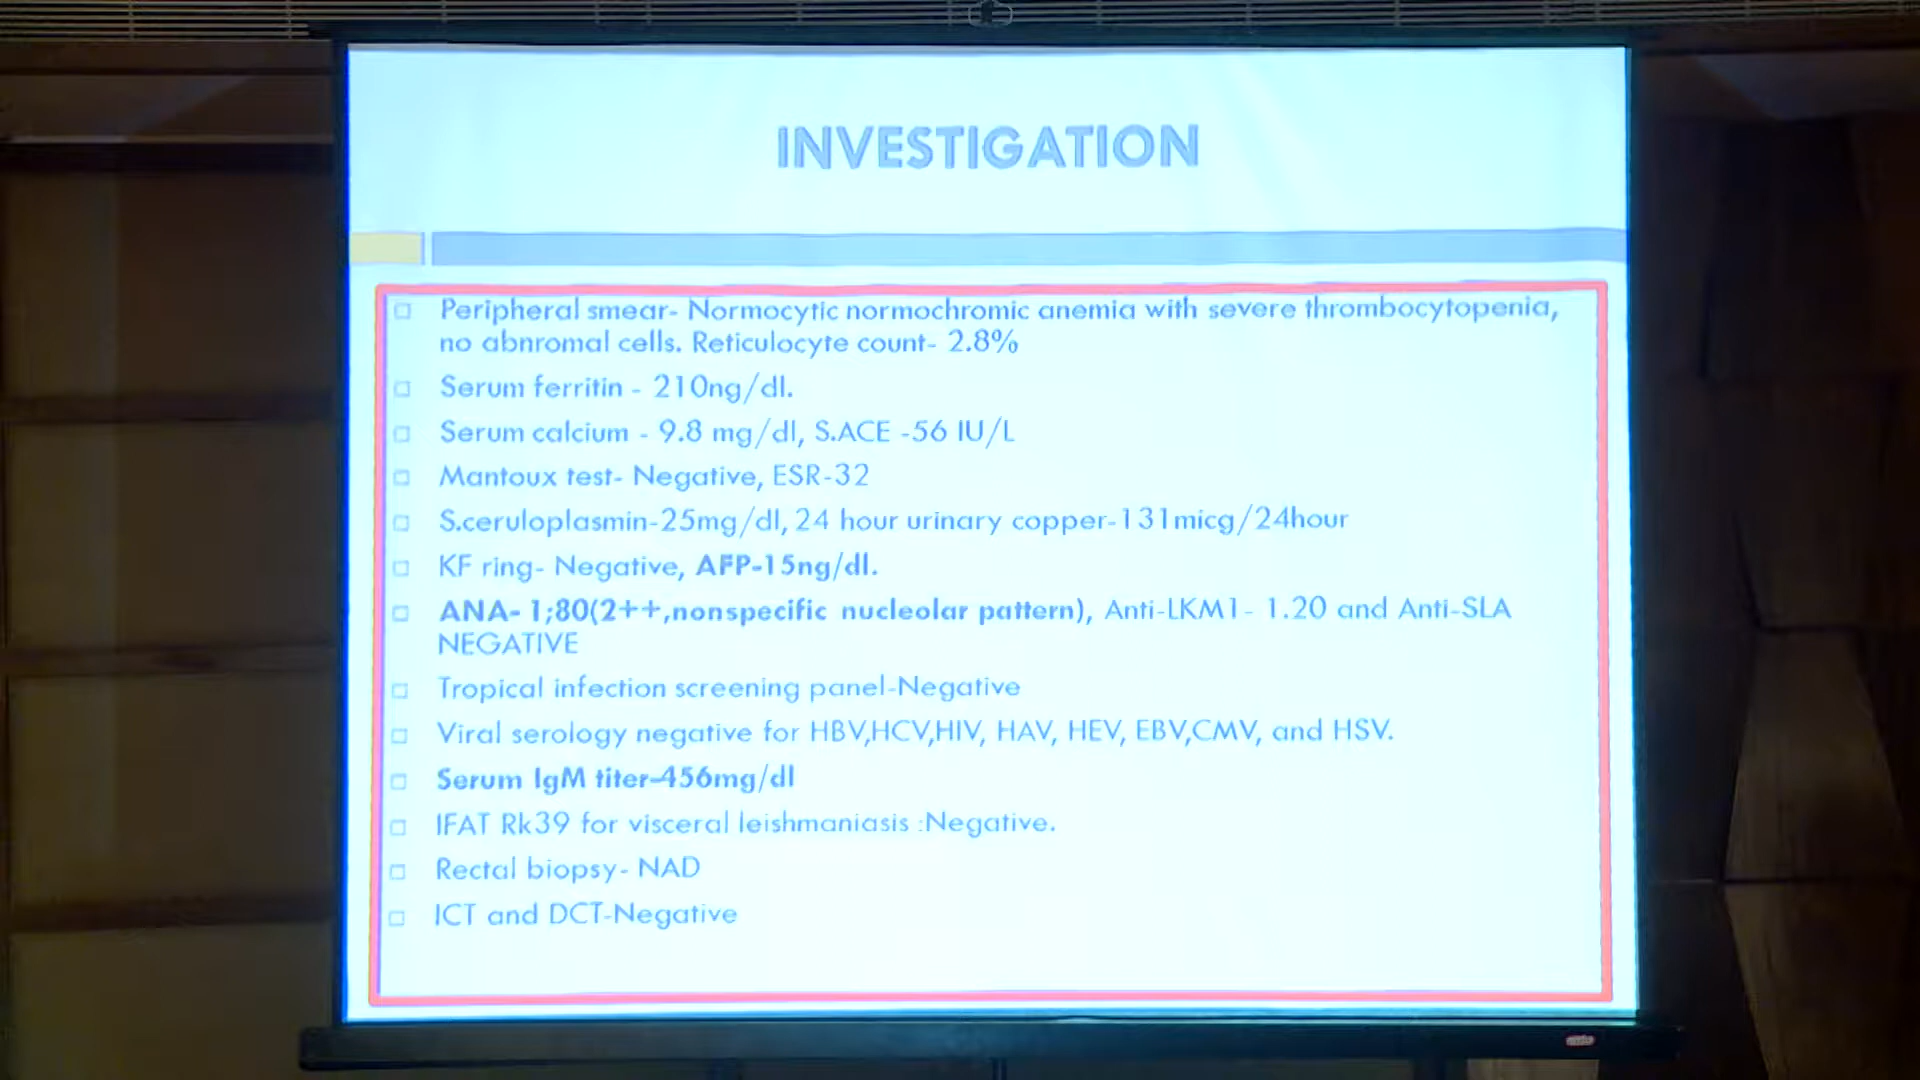 INVESTIGATION
Peripheral smear- Normocytic normochromic anemia with severe thrombocytopenia,
no abnromal cells. Reticulocyte count- 2.8%
Serum ferritin - 210ng/dl.
Serum calcium - 9.8 mg/dl, S.ACE -56 IU/L
Mantoux test- Negative, ESR-32
S.ceruloplasmin-25mg/dl, 24 hour urinary copper-131micg/24hour
KF ring- Negative, AFP-15ng/dl.
ANA- 1;80(2++,nonspecific nucleolar pattern), Anti-LKM1- 1.20 and Anti-SLA
NEGATIVE
Tropical infection screening panel-Negative
Viral serology negative for HBV,HCV,HIV, HAV, HEV, EBV,CMV, and HSV.
Serum IgM titer-456mg/dl
IFAT Rk39 for visceral leishmaniasis :Negative.
Rectal biopsy- NAD
ICT and DCT-Negative